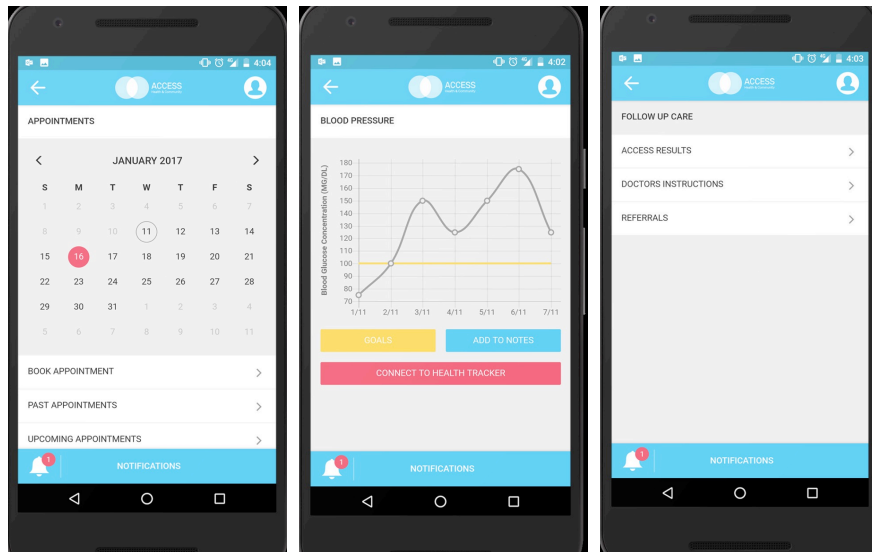 4:04
ACCESS
Health & Community
APPOINTMENTS
JANUARY 2017
S M T W T F S
1 2 3 4 5 6 7
8 9 10 11 12 13 14
15 16 17 18 19 20 21
22 23 24 25 26 27 28
29 30 31 1 2 3 4
5 6 7 8 9 10 11
BOOK APPOINTMENT
PAST APPOINTMENTS
UPCOMING APPOINTMENTS
1
NOTIFICATIONS
4:02
ACCESS
Health & Community
BLOOD PRESSURE
Blood Glucose Concentration (MG/DL)
180
170
160
150
140
130
120
110
100
90
80
70
1/11 2/11 3/11 4/11 5/11 6/11 7/11
GOALS
ADD TO NOTES
CONNECT TO HEALTH TRACKER
1
NOTIFICATIONS
4:03
ACCESS
Health & Community
FOLLOW UP CARE
ACCESS RESULTS
DOCTORS INSTRUCTIONS
REFERRALS
1
NOTIFICATIONS